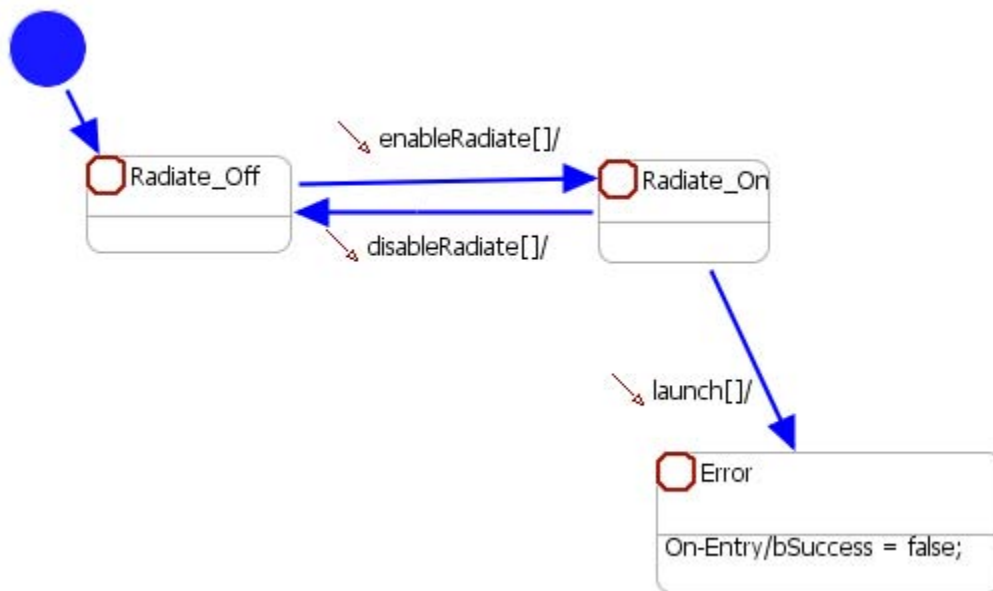 enableRadiate[]/
Radiate_Off
Radiate_On
disableRadiate[]/
launch[]/
Error
On-Entry/bSuccess = false;